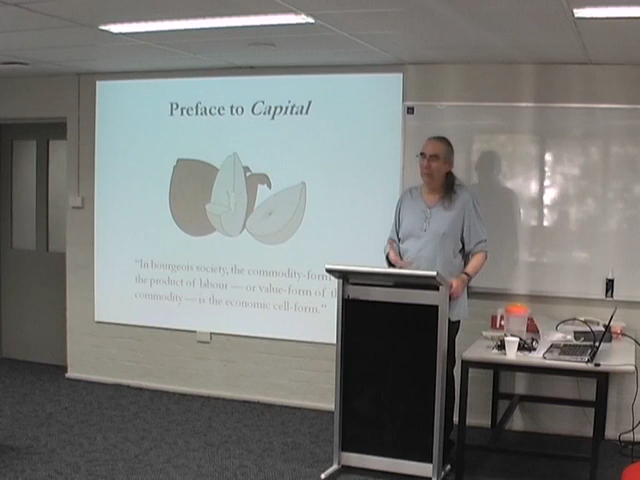 Preface to Capital
"In bourgeois society, the commodity-form
the product of labour — or value-form of t
commodity — is the economic cell-form."